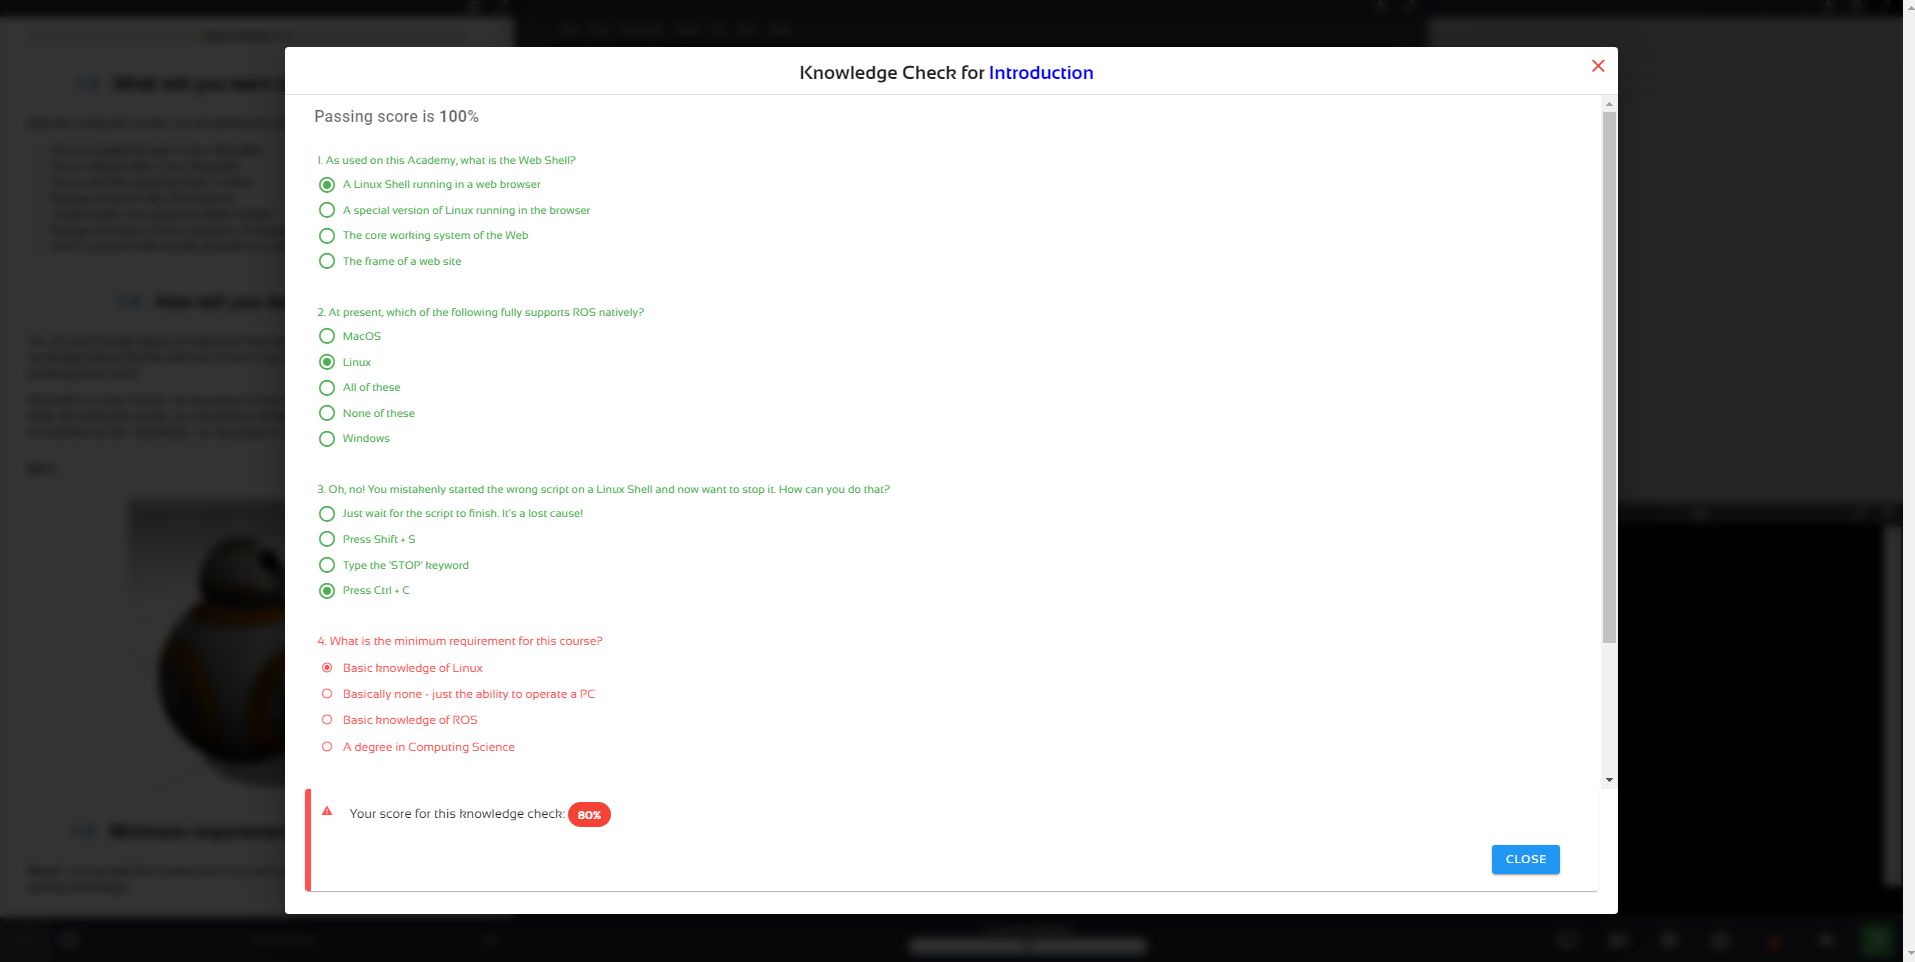 Knowledge Check for Introduction
Passing score is 100%
1. As used on this Academy, what is the Web Shell?
A Linux Shell running in a web browser
A special version of Linux running in the browser
The core working system of the Web
The frame of a web site
2. At present, which of the following fully supports ROS natively?
MacOS
Linux
All of these
None of these
Windows
3. Oh, no! You mistakenly started the wrong script on a Linux Shell and now want to stop it. How can you do that?
Just wait for the script to finish. It's a lost cause!
Press Shift + S
Type the 'STOP' keyword
Press Ctrl + C
4. What is the minimum requirement for this course?
Basic knowledge of Linux
Basically none - just the ability to operate a PC
Basic knowledge of ROS
A degree in Computing Science
Your score for this knowledge check: 80%
CLOSE